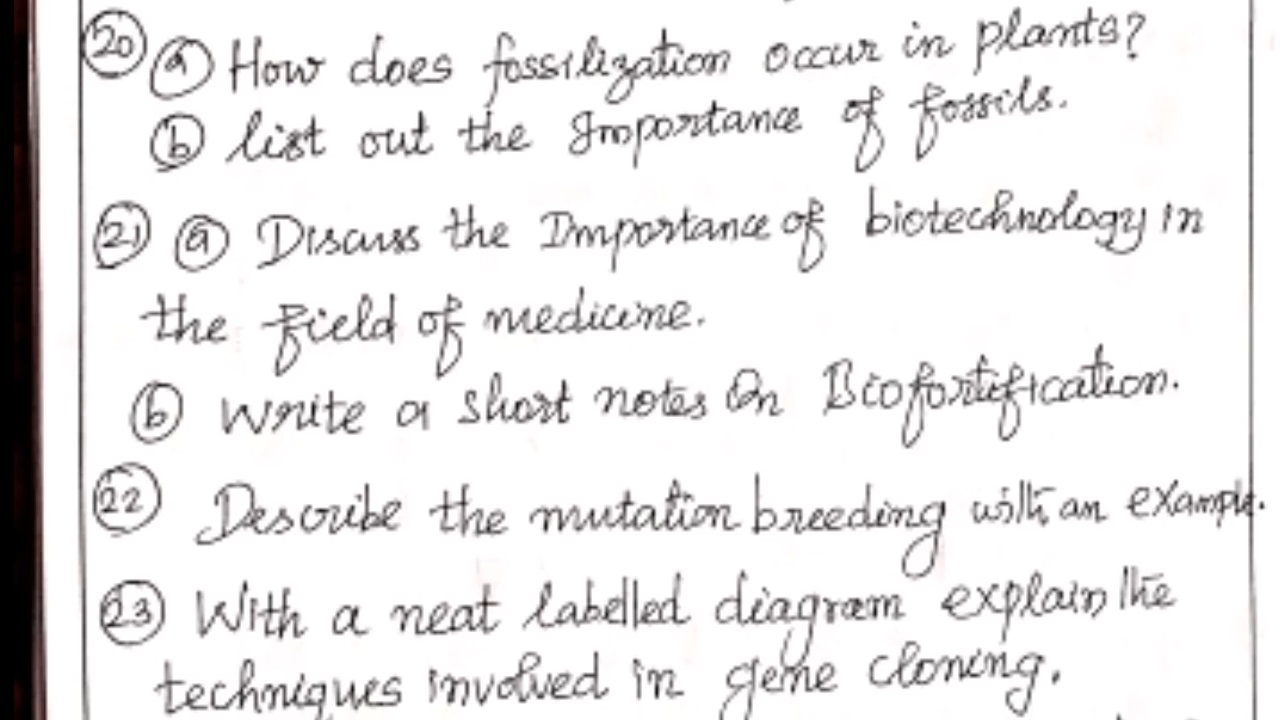 20 a How does fossilization occur in plants?
b list out the Importance of fossils.
21 a Discuss the Importance of biotechnology in
the field of medicine.
b Write a short notes On Biofortification.
22 Describe the mutation breeding with an example.
23 With a neat labelled diagram explain the
techniques involved in gene cloning.